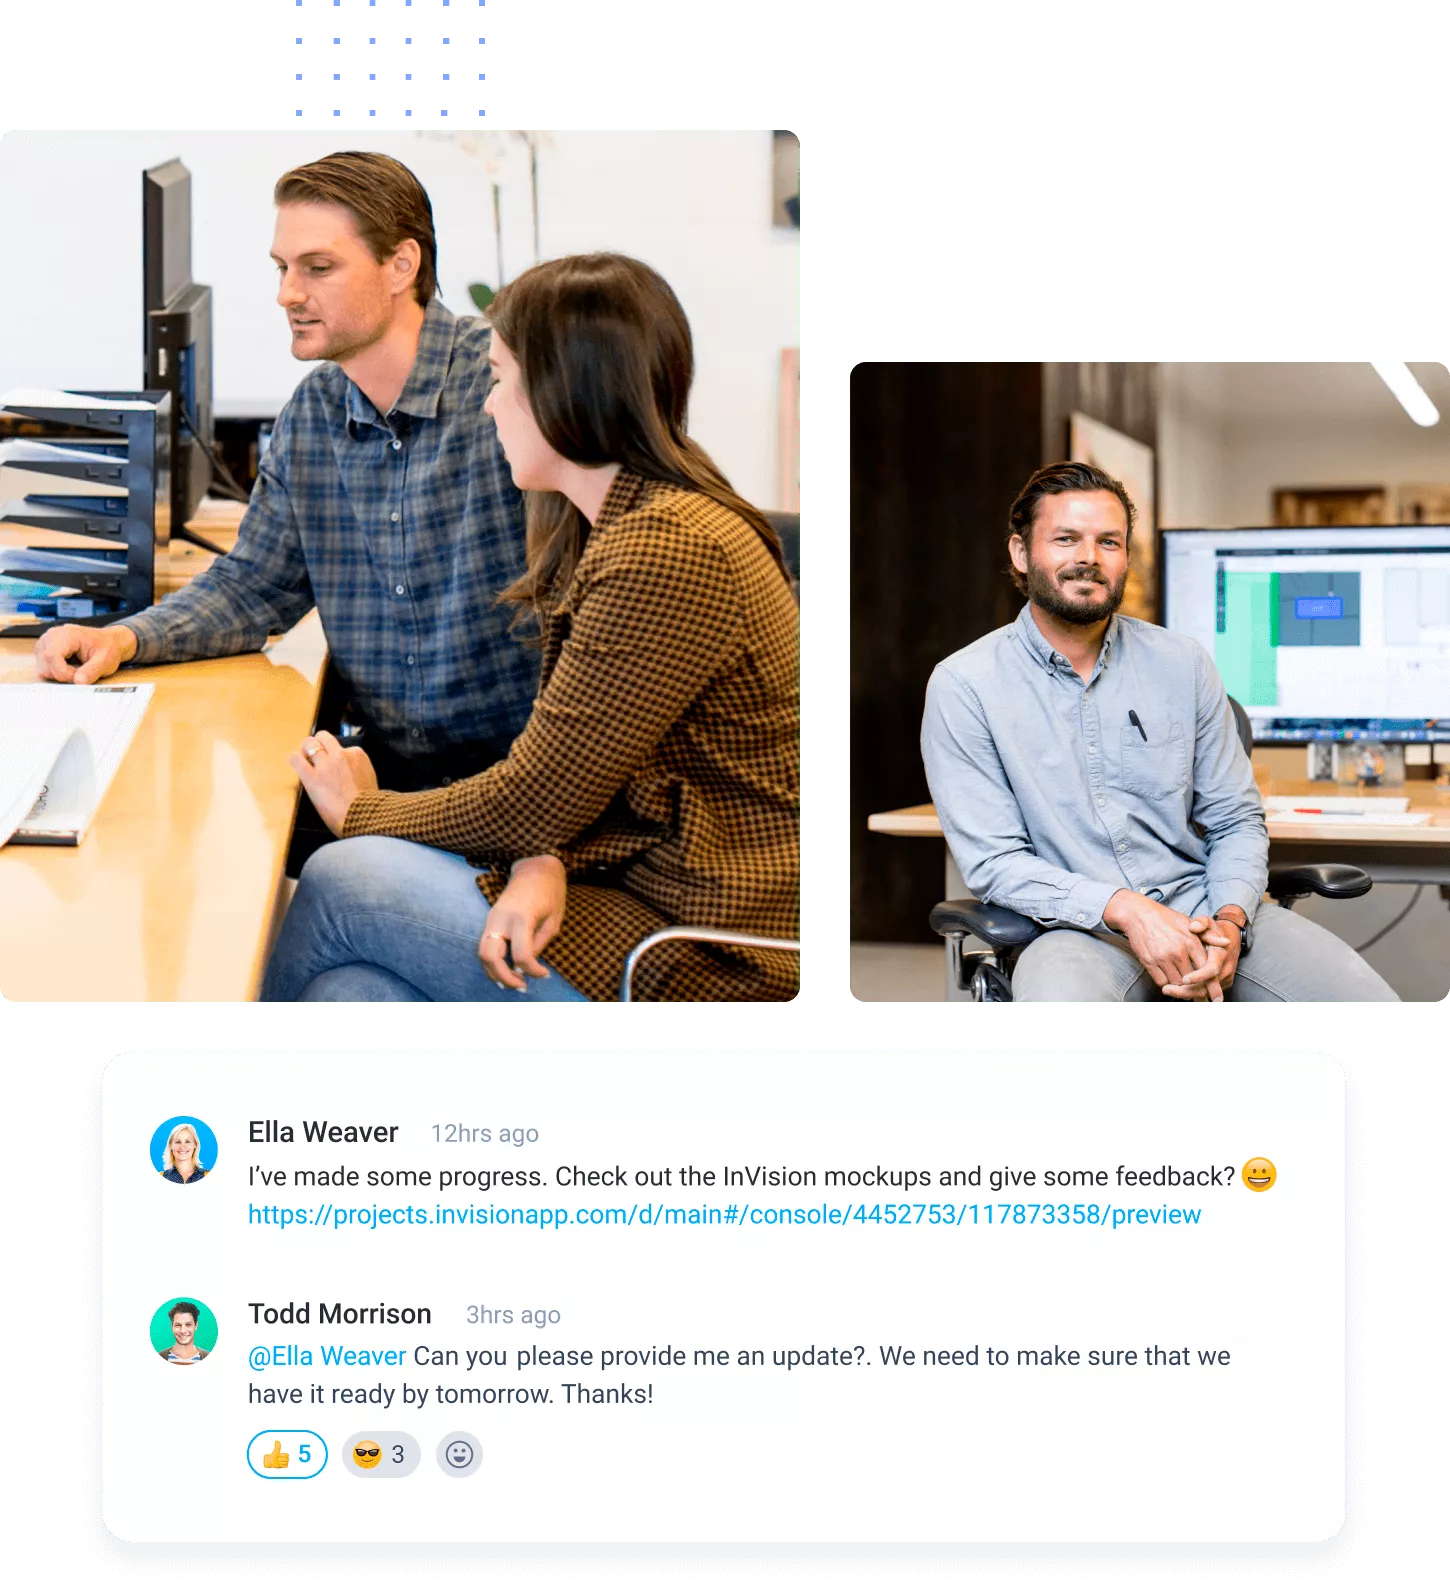 Ella Weaver 12hrs ago
I’ve made some progress. Check out the InVision mockups and give some feedback? 😀
https://projects.invisionapp.com/d/main#/console/4452753/117873358/preview
Todd Morrison 3hrs ago
@Ella Weaver Can you please provide me an update?. We need to make sure that we
have it ready by tomorrow. Thanks!
👍 5 😎 3